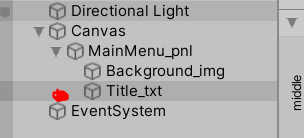 Directional Light
Canvas
MainMenu_pnl
Background_img
Title_txt
EventSystem
middle